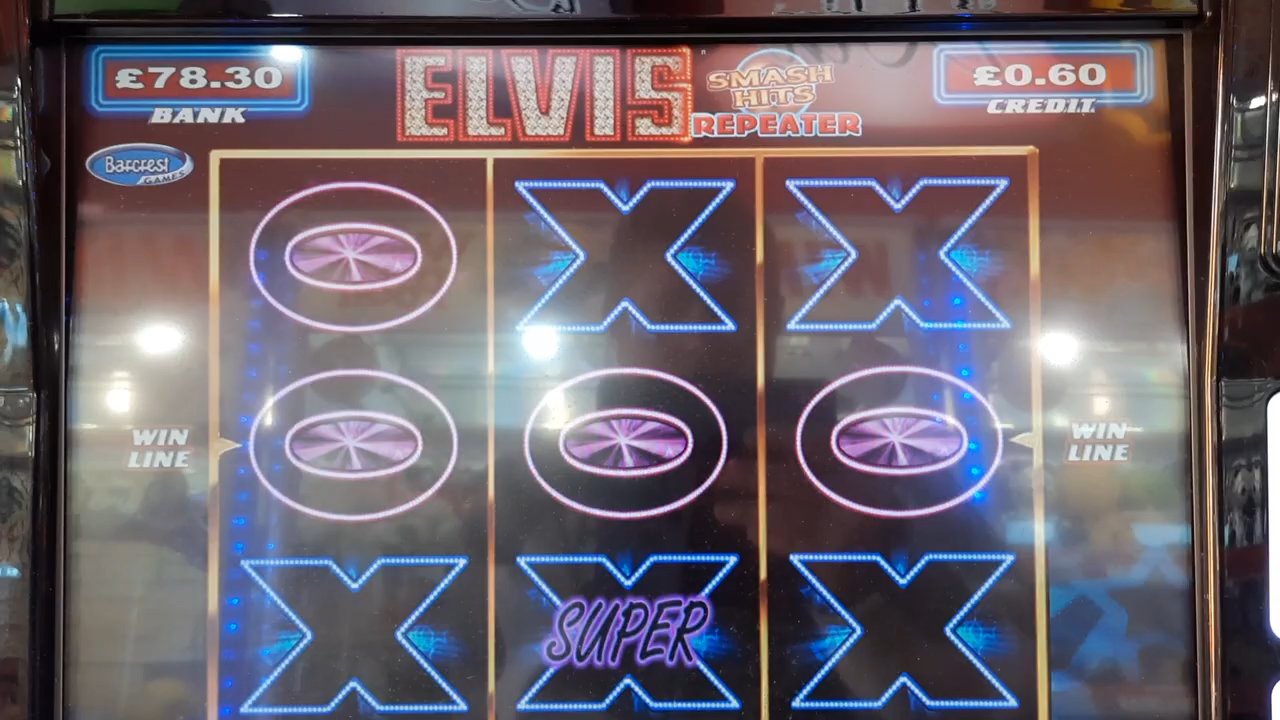 £78.30
BANK
ELVIS
SMASH
HITS
REPEATER
£0.60
CREDIT
Barcrest
GAMES
O X X
WIN
LINE
O O O
WIN
LINE
X X X
SUPER